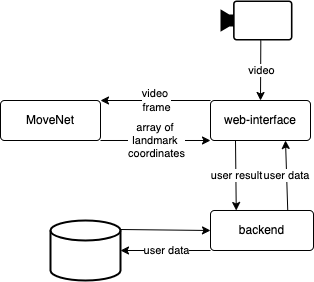 video
video
frame
MoveNet
web-interface
array of
landmark
coordinates
user result
user data
backend
user data